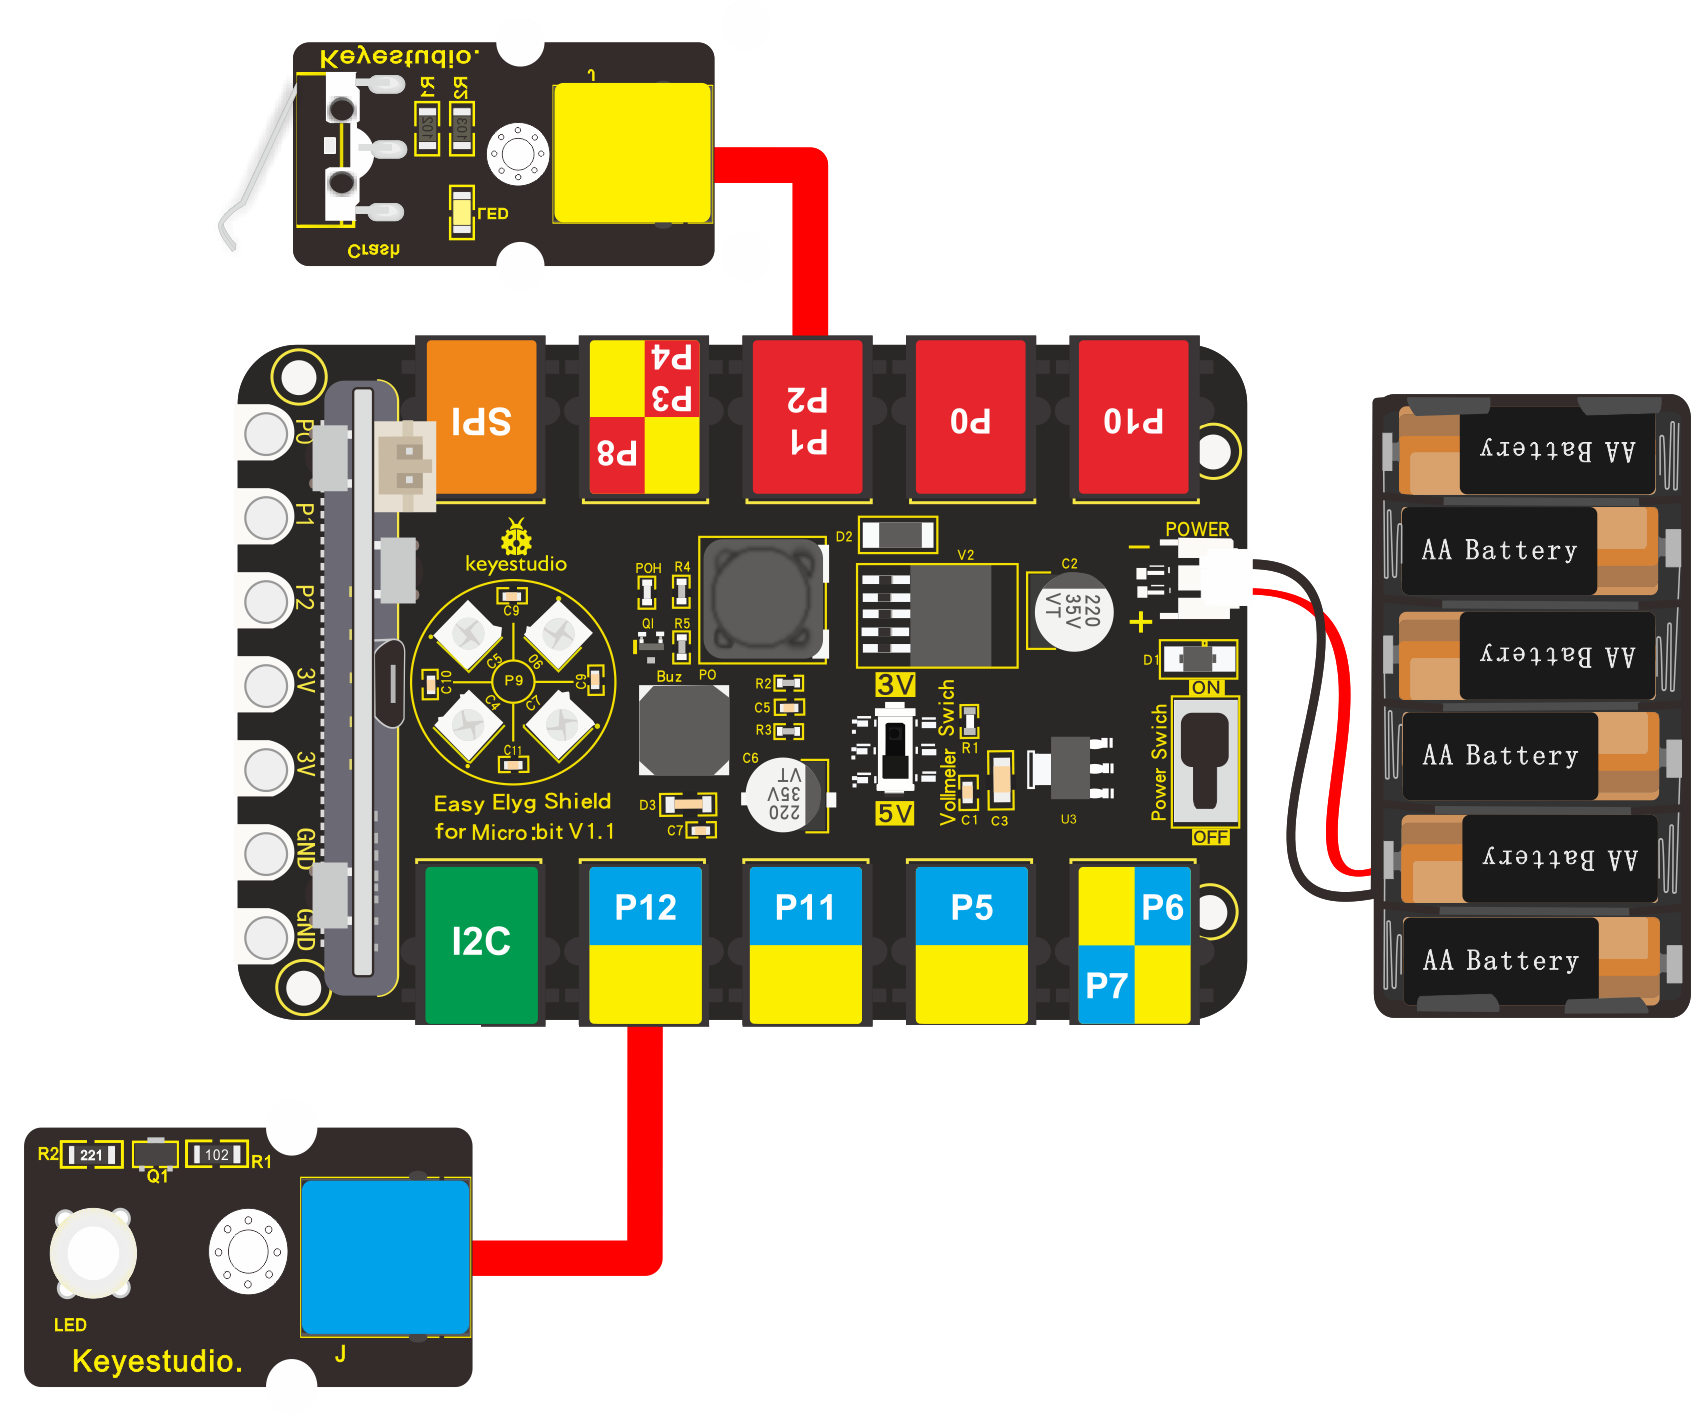 Keyestudio.
R1
R2
102
103
J
LED
Crash
SPI
P4
P3
P8
P2
P1
P0
P10
P0
P1
P2
3V
3V
GND
GND
keyestudio
C9
C5
06
C10
P9
C9
C4
C7
C11
Easy Elyg Shield
for Micro:bit V1.1
POH
R4
Q1
R5
Buz
P0
R2
C5
R3
C6
220
35V
VT
D3
C7
D2
V2
C2
220
35V
VT
3V
5V
Vollmeler Swich
R1
C1
C3
U3
POWER
−
+
D1
ON
Power Swich
OFF
I2C
P12
P11
P5
P6
P7
AA Battery
AA Battery
AA Battery
AA Battery
AA Battery
AA Battery
R2
221
Q1
102
R1
LED
Keyestudio.
J